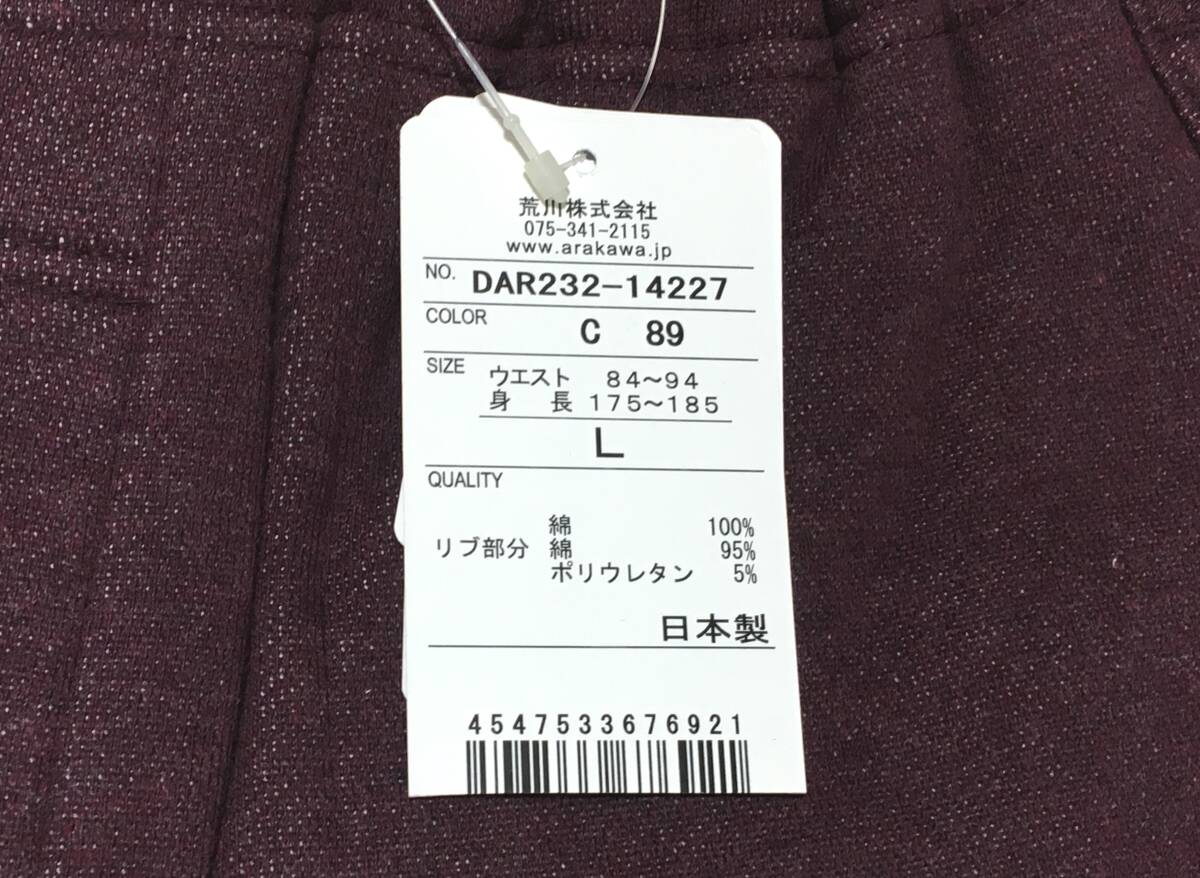 荒川株式会社
075-341-2115
www.arakawa.jp
NO. DAR232-14227
COLOR C 89
SIZE ウエスト 84～94
身 長 175～185
L
QUALITY
綿 100%
リブ部分 綿 95%
ポリウレタン 5%
日本製
4547533676921